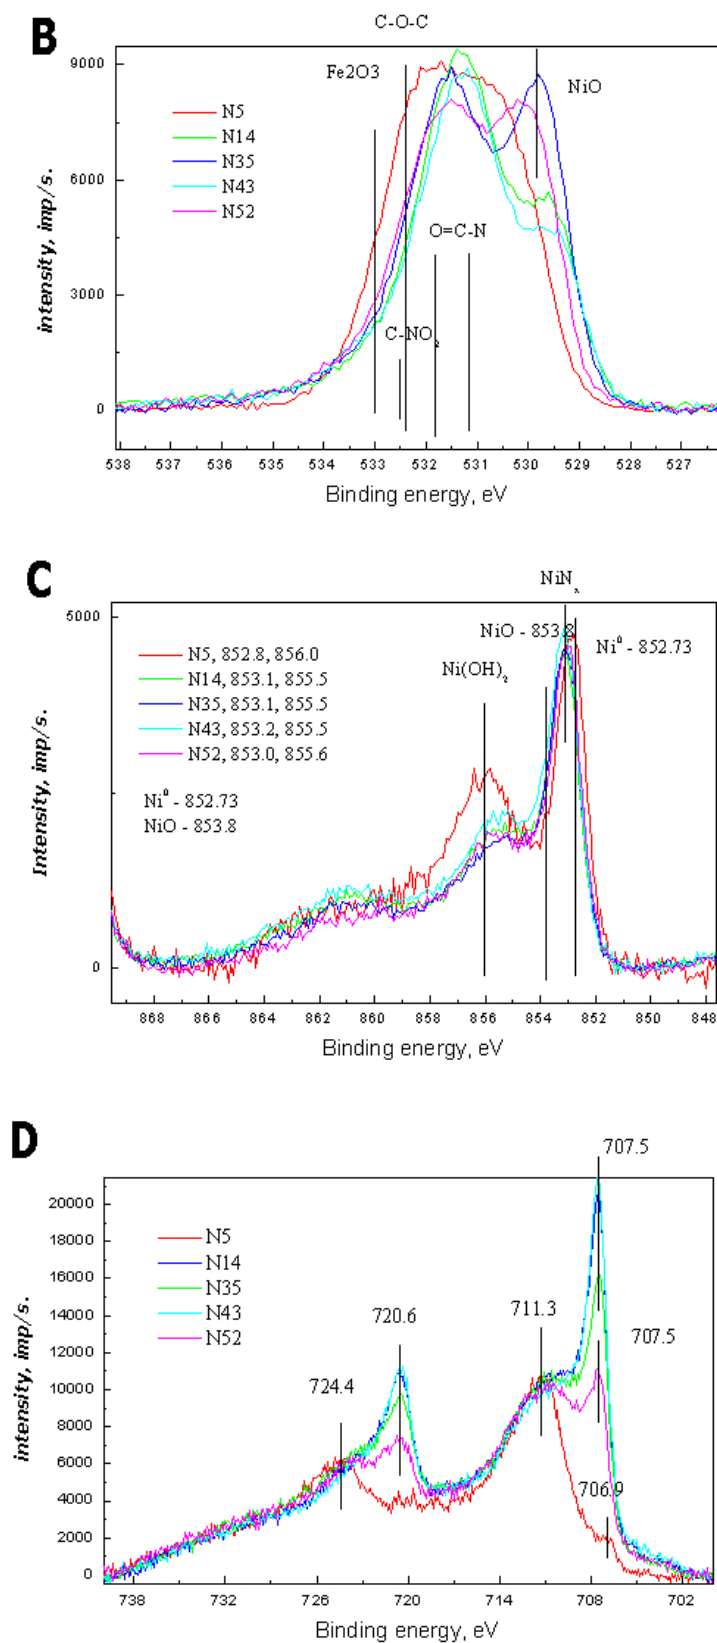 B
C-O-C
Fe2O3
NiO
N5
N14
N35
N43
N52
O=C-N
C-NO2
intensity, imp/s.
9000
6000
3000
0
538 537 536 535 534 533 532 531 530 529 528 527
Binding energy, eV
C
NiNx
NiO - 853.8
Ni⁰ - 852.73
Ni(OH)2
N5, 852.8, 856.0
N14, 853.1, 855.5
N35, 853.1, 855.5
N43, 853.2, 855.5
N52, 853.0, 855.6
Ni⁰ - 852.73
NiO - 853.8
Intensity, imp/s.
5000
0
868 866 864 862 860 858 856 854 852 850 848
Binding energy, eV
D
707.5
N5
N14
N35
N43
N52
720.6
711.3
707.5
724.4
706.9
intensity, imp/s.
20000
18000
16000
14000
12000
10000
8000
6000
4000
2000
0
738 732 726 720 714 708 702
Binding energy, eV